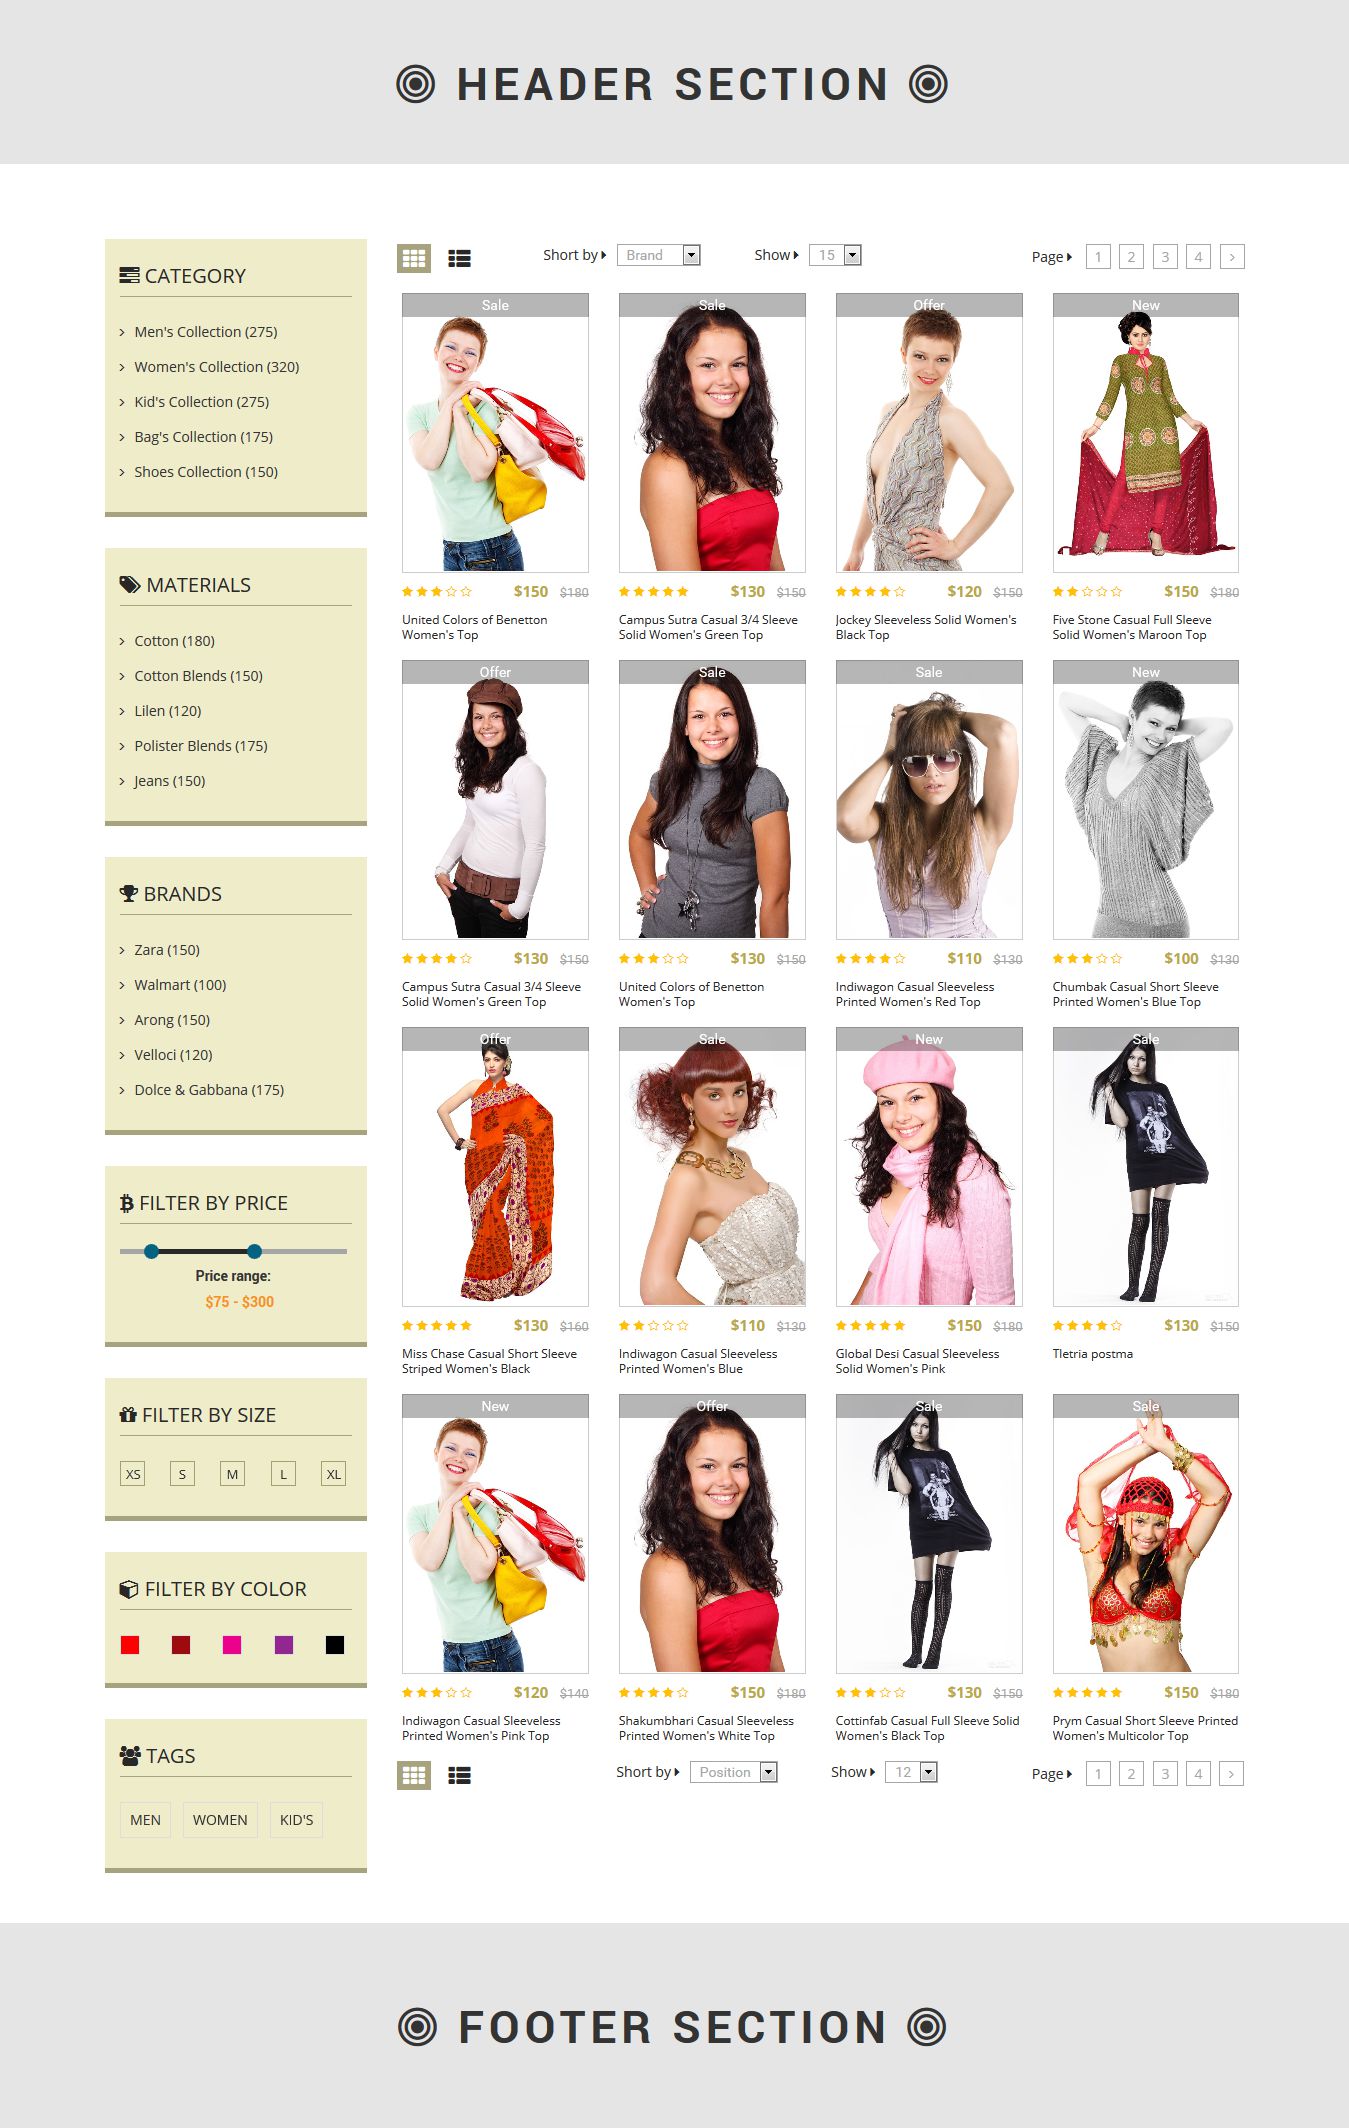 HEADER SECTION
CATEGORY
Men's Collection (275)
Women's Collection (320)
Kid's Collection (275)
Bag's Collection (175)
Shoes Collection (150)
MATERIALS
Cotton (180)
Cotton Blends (150)
Lilen (120)
Polister Blends (175)
Jeans (150)
BRANDS
Zara (150)
Walmart (100)
Arong (150)
Velloci (120)
Dolce & Gabbana (175)
FILTER BY PRICE
Price range:
$75 - $300
FILTER BY SIZE
XS S M L XL
FILTER BY COLOR
TAGS
MEN WOMEN KID'S
Short by Brand Show 15 Page 1 2 3 4 >
Sale
$150 $180
United Colors of Benetton
Women's Top
Sale
$130 $150
Campus Sutra Casual 3/4 Sleeve
Solid Women's Green Top
Offer
$120 $150
Jockey Sleeveless Solid Women's
Black Top
New
$150 $180
Five Stone Casual Full Sleeve
Solid Women's Maroon Top
Offer
$130 $150
Campus Sutra Casual 3/4 Sleeve
Solid Women's Green Top
Sale
$130 $150
United Colors of Benetton
Women's Top
Sale
$110 $130
Indiwagon Casual Sleeveless
Printed Women's Red Top
New
$100 $130
Chumbak Casual Short Sleeve
Printed Women's Blue Top
Offer
$130 $160
Miss Chase Casual Short Sleeve
Striped Women's Black
Sale
$110 $130
Indiwagon Casual Sleeveless
Printed Women's Blue
New
$150 $180
Global Desi Casual Sleeveless
Solid Women's Pink
Sale
$130 $150
Tletria postma
New
$120 $140
Indiwagon Casual Sleeveless
Printed Women's Pink Top
Offer
$150 $180
Shakumbhari Casual Sleeveless
Printed Women's White Top
Sale
$130 $150
Cottinfab Casual Full Sleeve Solid
Women's Black Top
Sale
$150 $180
Prym Casual Short Sleeve Printed
Women's Multicolor Top
Short by Position Show 12 Page 1 2 3 4 >
FOOTER SECTION